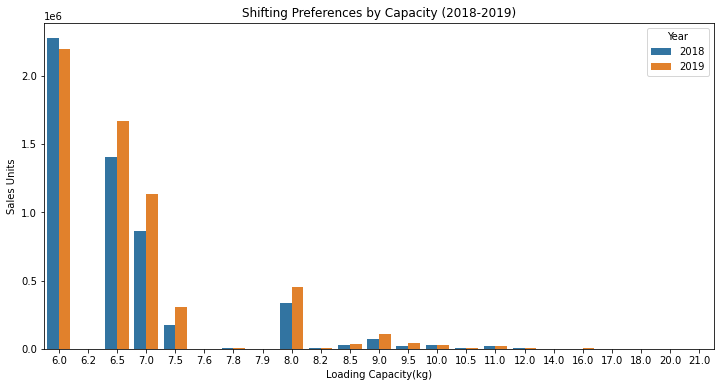 Shifting Preferences by Capacity (2018-2019)
1e6
Year
2018
2019
2.0
1.5
1.0
0.5
0.0
Sales Units
6.0 6.2 6.5 7.0 7.5 7.6 7.8 7.9 8.0 8.2 8.5 9.0 9.5 10.0 10.5 11.0 12.0 14.0 16.0 17.0 18.0 20.0 21.0
Loading Capacity(kg)